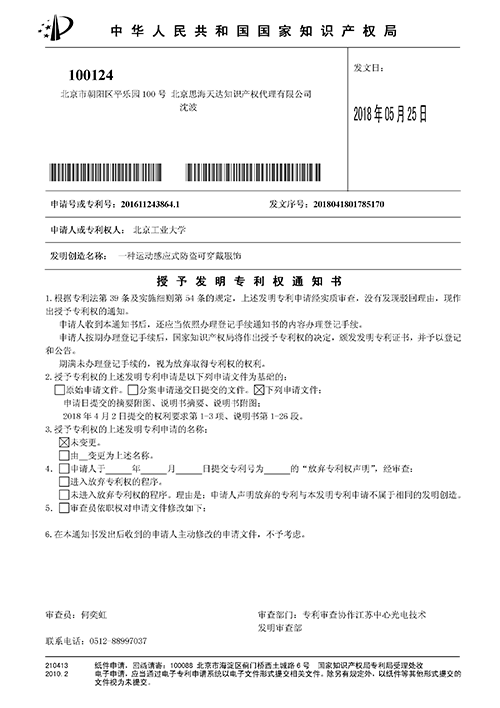 中华人民共和国国家知识产权局
100124
北京市朝阳区平乐园100号 北京思海天达知识产权代理有限公司
沈波
发文日:
2018年05月25日
申请号或专利号：201611243864.1
发文序号：2018041801785170
申请人或专利权人： 北京工业大学
发明创造名称： 一种运动感应式防盗可穿戴服饰
授予发明专利权通知书
1.根据专利法第39条及实施细则第54条的规定，上述发明专利申请经实质审查，没有发现驳回理由，现作
出授予专利权的通知。
申请人收到本通知书后，还应当依照办理登记手续通知书的内容办理登记手续。
申请人按期办理登记手续后，国家知识产权局将作出授予专利权的决定，颁发发明专利证书，并予以登记
和公告。
期满未办理登记手续的，视为放弃取得专利权的权利。
2.授予专利权的上述发明专利申请是以下列申请文件为基础的：
□原始申请文件。□分案申请递交日提交的文件。☒下列申请文件：
申请日提交的摘要附图、说明书摘要、说明书附图；
2018年4月2日提交的权利要求第1-3项、说明书第1-26段。
3.授予专利权的上述发明专利申请的名称：
☒未变更。
□由__变更为上述名称。
4.□申请人于____年____月____日提交专利号为____的“放弃专利权声明”，经审查：
□进入放弃专利权的程序。
□未进入放弃专利权的程序。理由是：申请人声明放弃的专利与本发明专利申请不属于相同的发明创造。
5.□审查员依职权对申请文件修改如下：
6.在本通知书发出后收到的申请人主动修改的申请文件，不予考虑。
审查员：何奕虹
审查部门：专利审查协作江苏中心光电技术
发明审查部
联系电话：0512-88997037
210413 纸件申请，回函请寄：100088 北京市海淀区蓟门桥西土城路6号 国家知识产权局专利局受理处收
2010.2 电子申请，应当通过电子专利申请系统以电子文件形式提交相关文件。除另有规定外，以纸件等其他形式提交的
文件视为未提交。